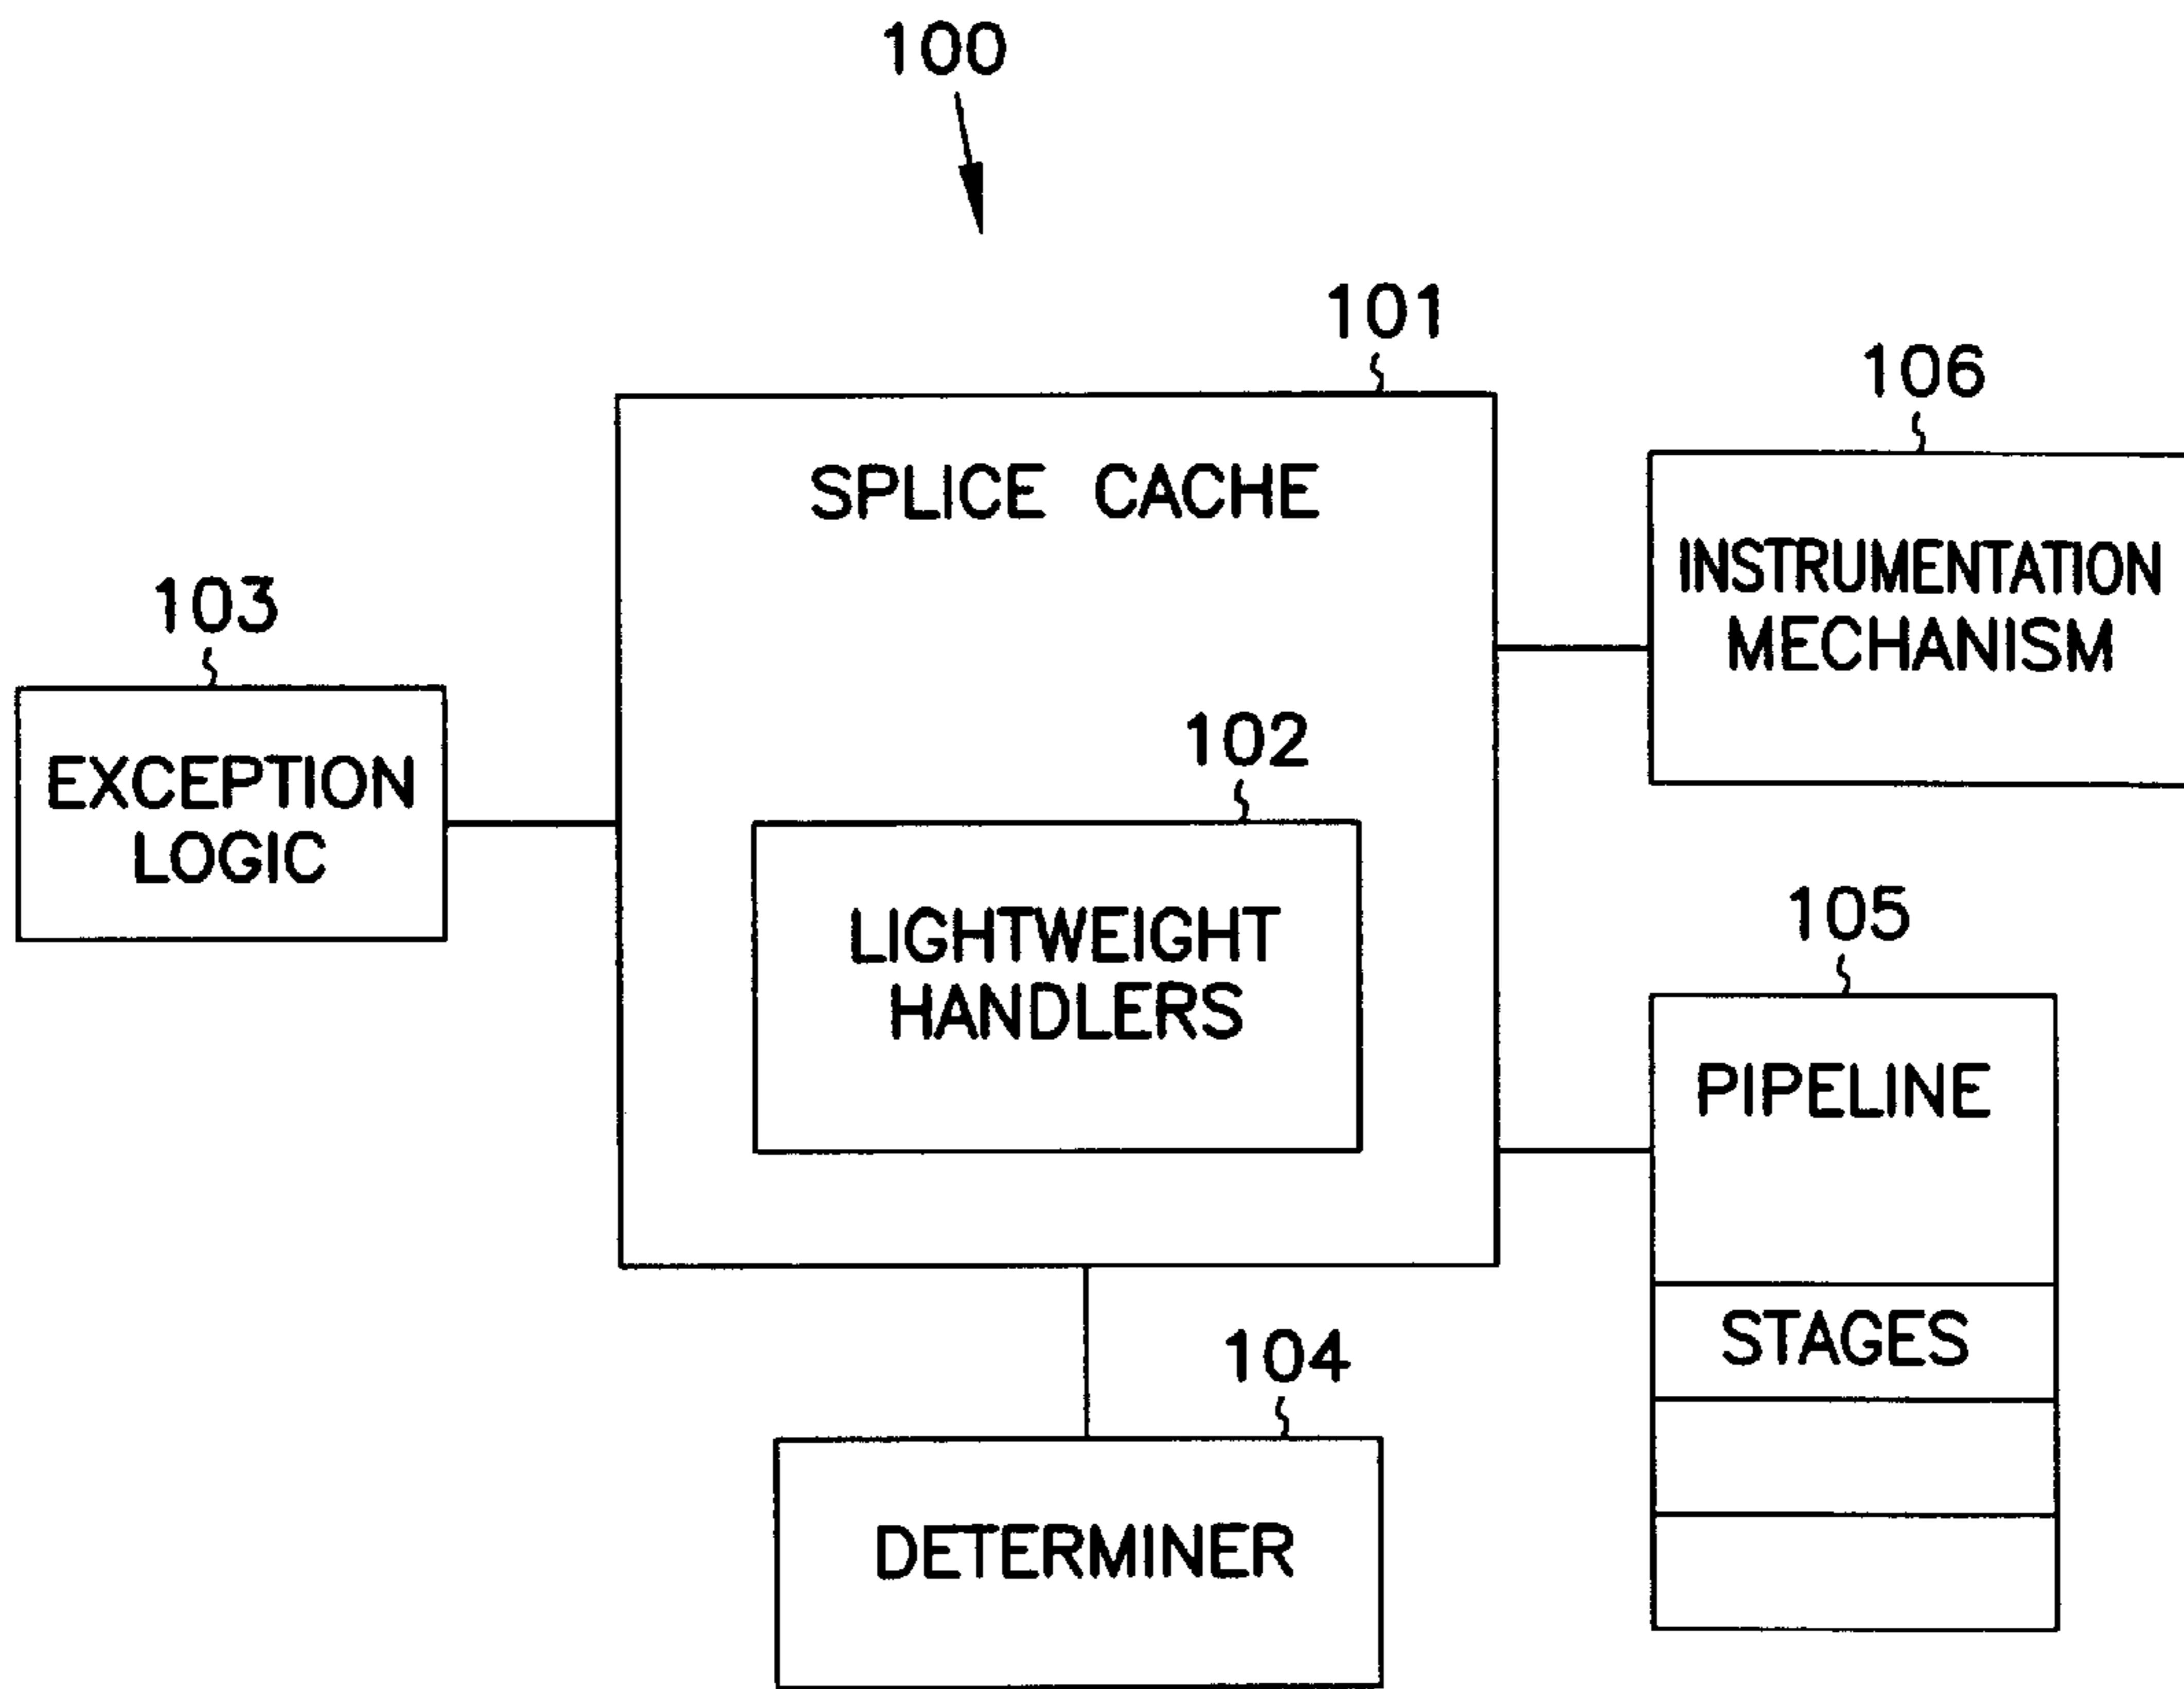 100
101
SPLICE CACHE
106
INSTRUMENTATION
MECHANISM
103
EXCEPTION
LOGIC
102
LIGHTWEIGHT
HANDLERS
105
PIPELINE
STAGES
104
DETERMINER